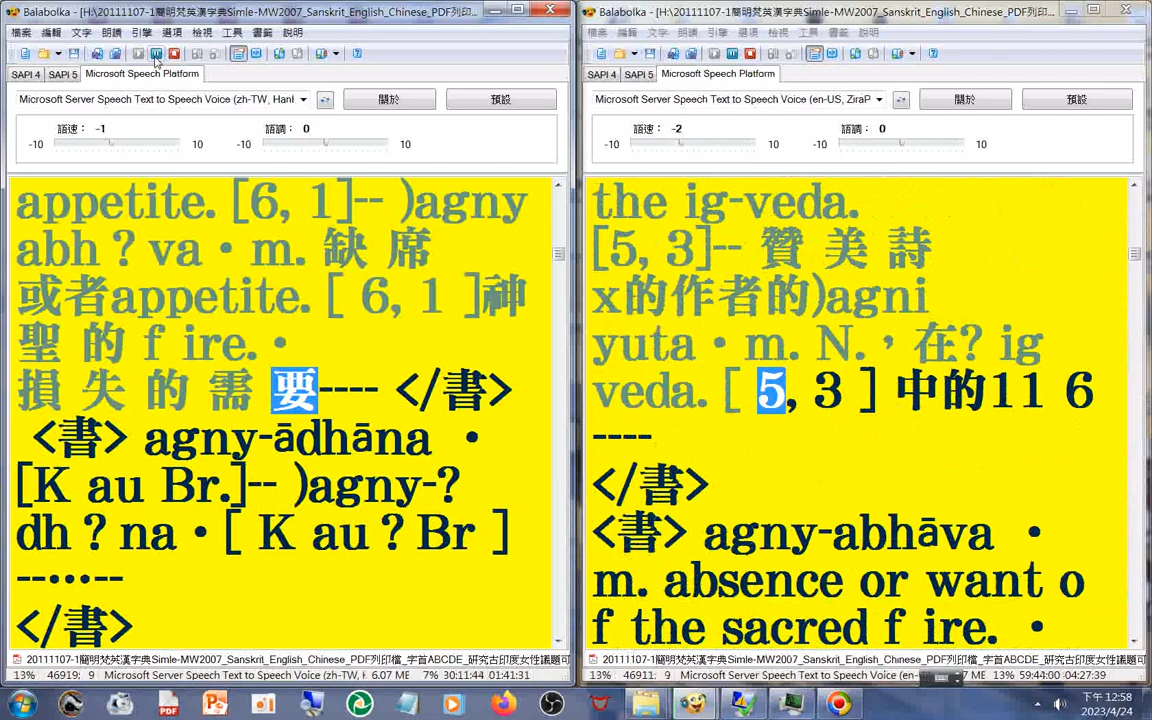 Balabolka - [H:\20111107-1簡明梵英漢字典Simle-MW2007_Sanskrit_English_Chinese_PDF列印...
檔案 編輯 文字 朗讀 引擎 選項 檢視 工具 書籤 說明
SAPI 4 SAPI 5 Microsoft Speech Platform
Microsoft Server Speech Text to Speech Voice (zh-TW, HanH 關於 預設
語速： -1 語調： 0
-10 10 -10 10
appetite. [6, 1]-- )agny
abh ? va • m. 缺 席
或者appetite. [ 6, 1 ]神
聖 的 f ire. •
損 失 的 需 要---- </書>
<書> agny-ādhāna •
[K au Br.]-- )agny-?
dh ? na • [ K au ? Br ]
--•••--
</書>
20111107-1簡明梵英漢字典Simle-MW2007_Sanskrit_English_Chinese_PDF列印檔_字首ABCDE_研究古印度女性議題可
13% 46919: 9 Microsoft Server Speech Text to Speech Voice (zh-TW, H 6.07 ME 7% 30:11:44 01:41:31
Balabolka - [H:\20111107-1簡明梵英漢字典Simle-MW2007_Sanskrit_English_Chinese_PDF列印...
檔案 編輯 文字 朗讀 引擎 選項 檢視 工具 書籤 說明
SAPI 4 SAPI 5 Microsoft Speech Platform
Microsoft Server Speech Text to Speech Voice (en-US, ZiraP 關於 預設
語速： -2 語調： 0
-10 10 -10 10
the ig-veda.
[5, 3]-- 贊 美 詩
x的作者的)agni
yuta • m. N.，在? ig
veda. [ 5, 3 ] 中的11 6
----
</書>
<書> agny-abhāva •
m. absence or want o
f the sacred f ire. •
20111107-1簡明梵英漢字典Simle-MW2007_Sanskrit_English_Chinese_PDF列印檔_字首ABCDE_研究古印度女性議題可
13% 46911: 9 Microsoft Server Speech Text to Speech Voice ME 13% 59:44:00 04:27:39
下午 12:58
2023/4/24